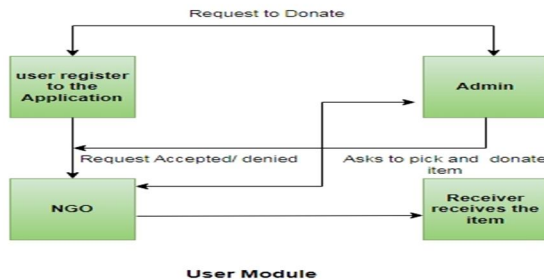 Request to Donate
user register
to the
Application
Admin
Request Accepted/ denied
Asks to pick and donate
item
NGO
Receiver
receives the
item
User Module